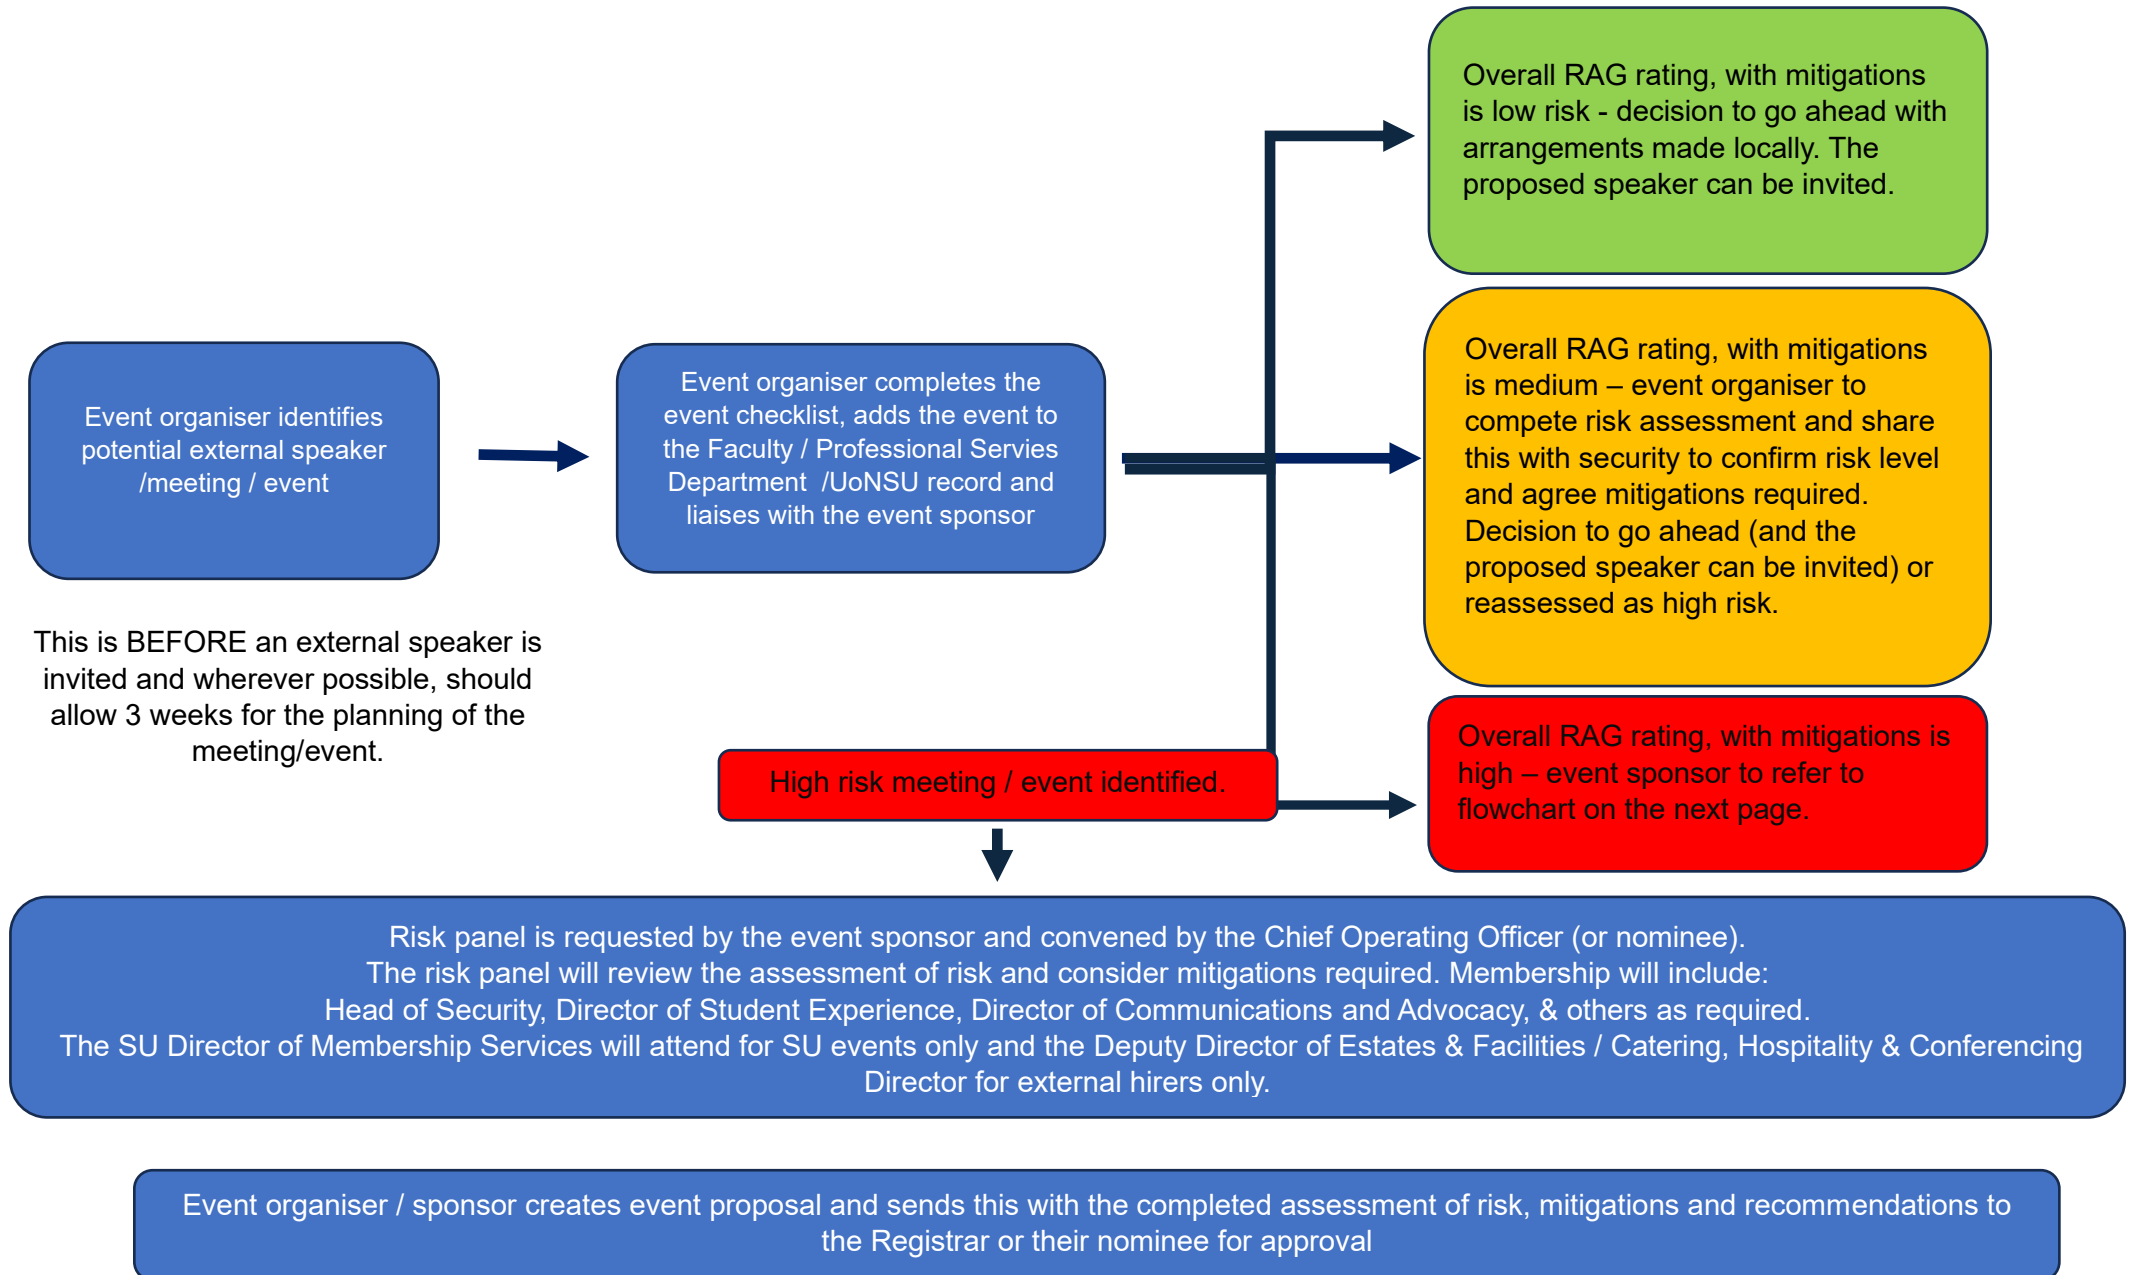 Event organiser identifies
potential external speaker
/meeting / event
This is BEFORE an external speaker is
invited and wherever possible, should
allow 3 weeks for the planning of the
meeting/event.
Event organiser completes the
event checklist, adds the event to
the Faculty / Professional Servies
Department  /UoNSU record and
liaises with the event sponsor
Overall RAG rating, with mitigations
is low risk - decision to go ahead with
arrangements made locally. The
proposed speaker can be invited.
Overall RAG rating, with mitigations
is medium – event organiser to
compete risk assessment and share
this with security to confirm risk level
and agree mitigations required.
Decision to go ahead (and the
proposed speaker can be invited) or
reassessed as high risk.
Overall RAG rating, with mitigations is
high – event sponsor to refer to
flowchart on the next page.
High risk meeting / event identified.
Risk panel is requested by the event sponsor and convened by the Chief Operating Officer (or nominee).
The risk panel will review the assessment of risk and consider mitigations required. Membership will include:
Head of Security, Director of Student Experience, Director of Communications and Advocacy, & others as required.
The SU Director of Membership Services will attend for SU events only and the Deputy Director of Estates & Facilities / Catering, Hospitality & Conferencing
Director for external hirers only.
Event organiser / sponsor creates event proposal and sends this with the completed assessment of risk, mitigations and recommendations to
the Registrar or their nominee for approval